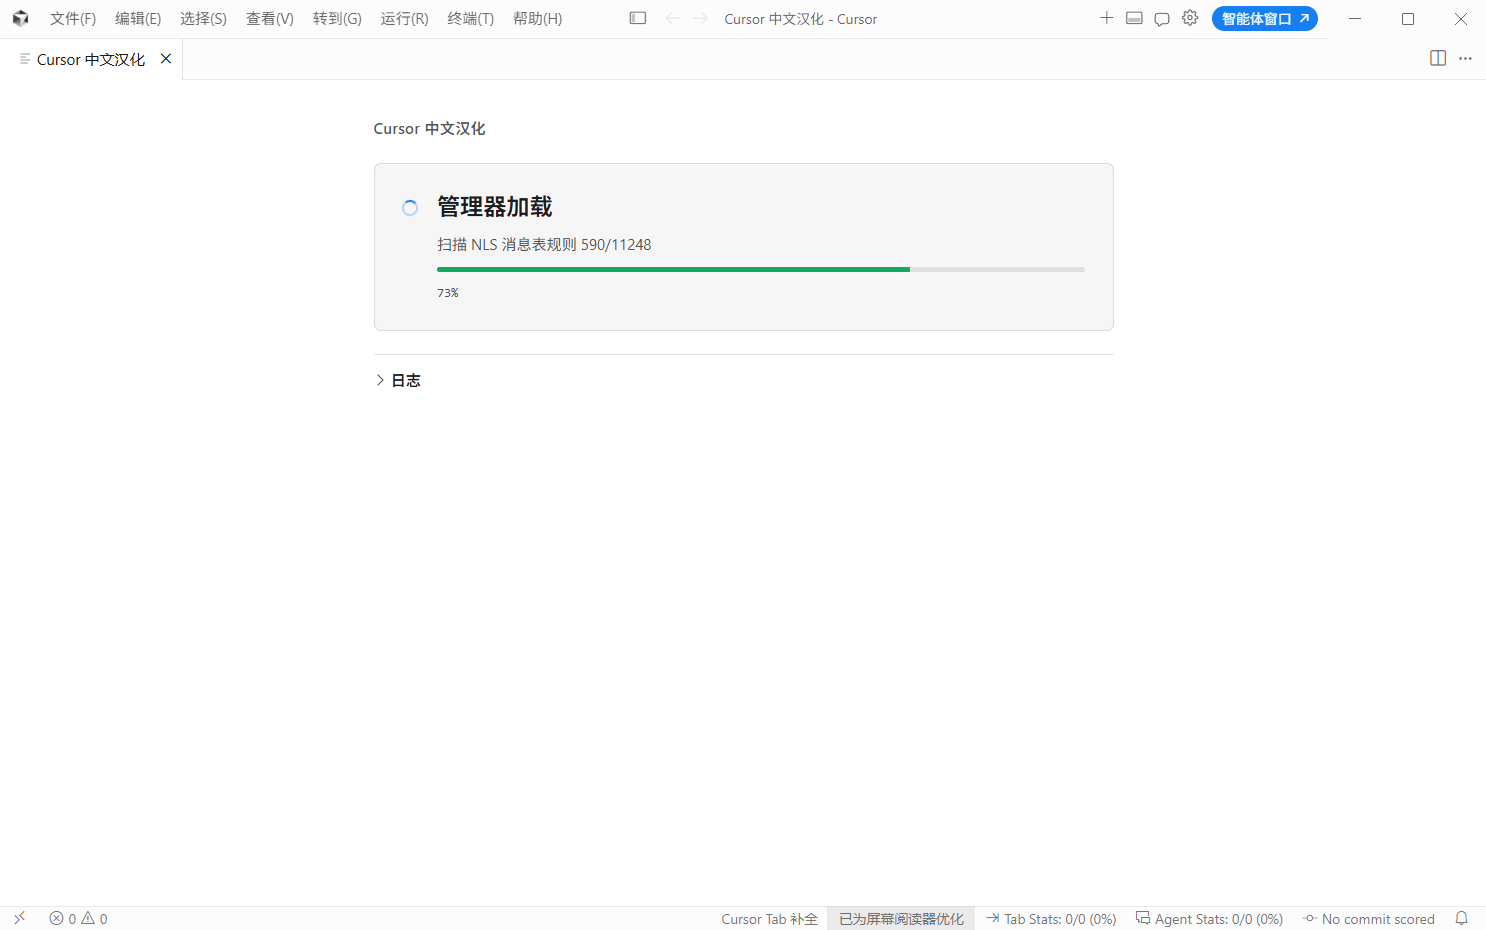 文件(F) 编辑(E) 选择(S) 查看(V) 转到(G) 运行(R) 终端(T) 帮助(H) Cursor 中文汉化 - Cursor 智能体窗口
Cursor 中文汉化
Cursor 中文汉化
管理器加载
扫描 NLS 消息表规则 590/11248
73%
日志
0 0 Cursor Tab 补全 已为屏幕阅读器优化 Tab Stats: 0/0 (0%) Agent Stats: 0/0 (0%) No commit scored